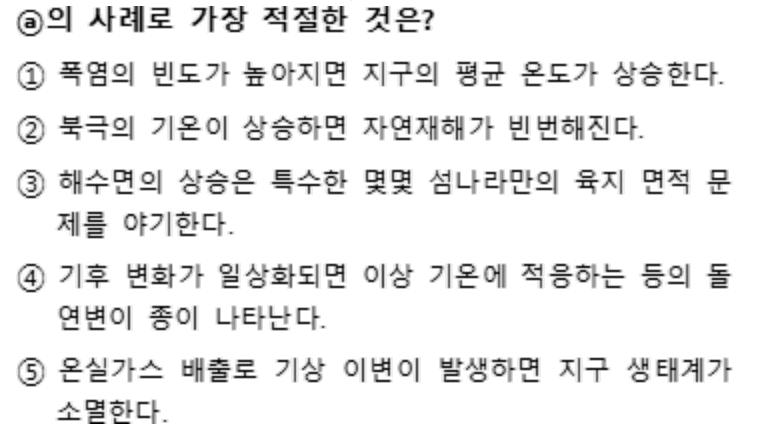 ⓐ의 사례로 가장 적절한 것은?
① 폭염의 빈도가 높아지면 지구의 평균 온도가 상승한다.
② 북극의 기온이 상승하면 자연재해가 빈번해진다.
③ 해수면의 상승은 특수한 몇몇 섬나라만의 육지 면적 문
제를 야기한다.
④ 기후 변화가 일상화되면 이상 기온에 적응하는 등의 돌
연변이 종이 나타난다.
⑤ 온실가스 배출로 기상 이변이 발생하면 지구 생태계가
소멸한다.